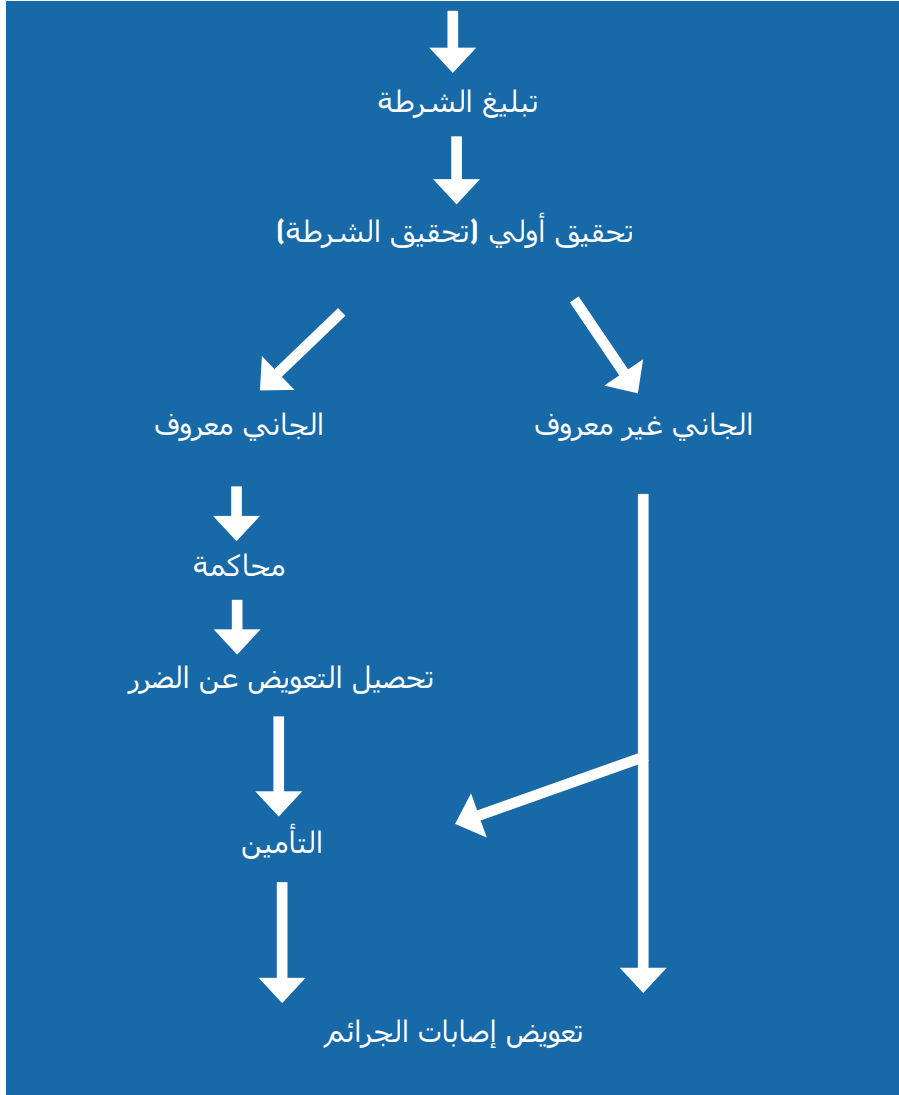 تبليغ الشرطة
تحقيق أولي (تحقيق الشرطة)
الجاني غير معروف
الجاني معروف
محاكمة
تحصيل التعويض عن الضرر
التأمين
تعويض إصابات الجرائم